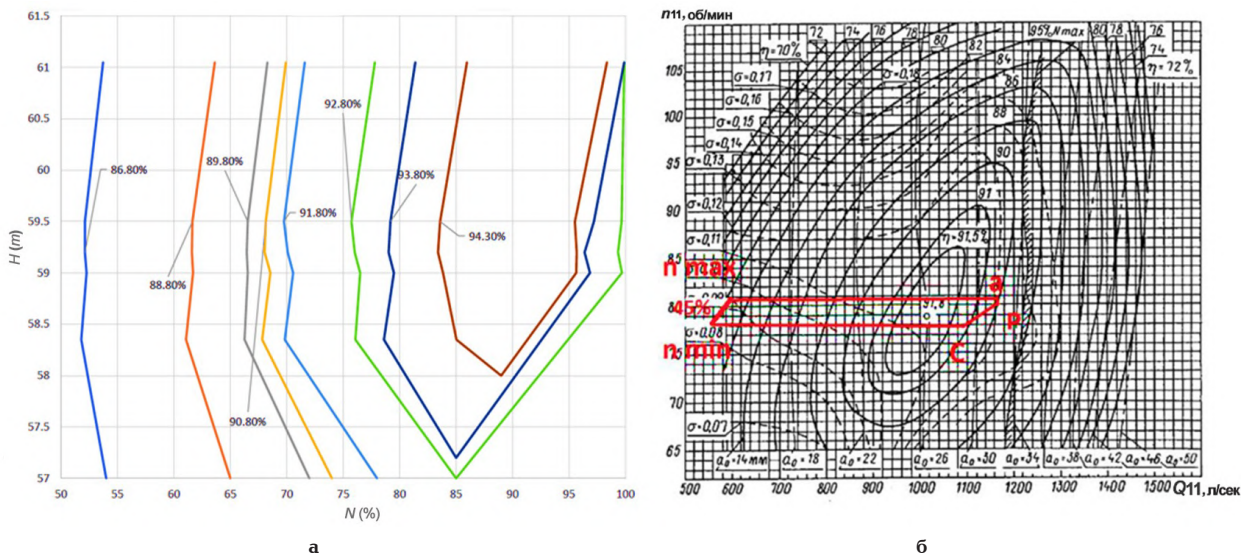 61.5
61
60.5
60
59.5
59
58.5
58
57.5
57
H (m)
50 55 60 65 70 75 80 85 90 95 100
N (%)
86.80%
88.80%
89.80%
90.80%
91.80%
92.80%
93.80%
94.30%
а
n11, об/мин
105
100
95
90
85
80
75
70
65
72 74 76 78 80 82 84 86 88 90 91
95% N max
80 78 76 74
η=70%
η=72%
η=91,5%
91,8
σ=0,18
σ=0,17
σ=0,16
σ=0,15
σ=0,14
σ=0,13
σ=0,12
σ=0,11
σ=0,08
σ=0,07
n max
45%
n min
a
p
C
a₀=14мм a₀=18 a₀=22 a₀=26 a₀=30 a₀=34 a₀=38 a₀=42 a₀=46 a₀=50
500 600 700 800 900 1000 1100 1200 1300 1400 1500 Q11, л/сек
б